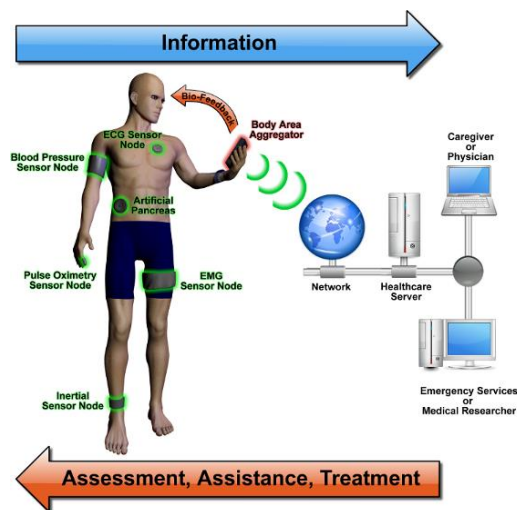 Information
Bio-Feedback
ECG Sensor
Node
Body Area
Aggregator
Caregiver
or
Physician
Blood Pressure
Sensor Node
Artificial
Pancreas
Pulse Oximetry
Sensor Node
EMG
Sensor Node
Network
Healthcare
Server
Inertial
Sensor Node
Emergency Services
or
Medical Researcher
Assessment, Assistance, Treatment